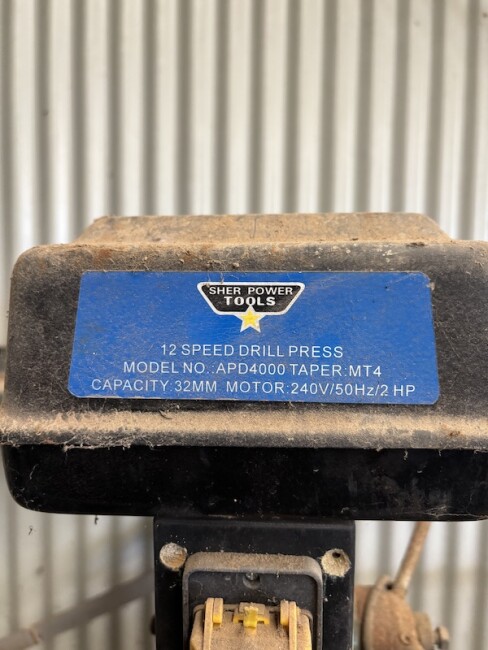 SHER POWER
TOOLS
12 SPEED DRILL PRESS
MODEL NO.:APD4000 TAPER:MT4
CAPACITY:32MM MOTOR:240V/50Hz/2 HP